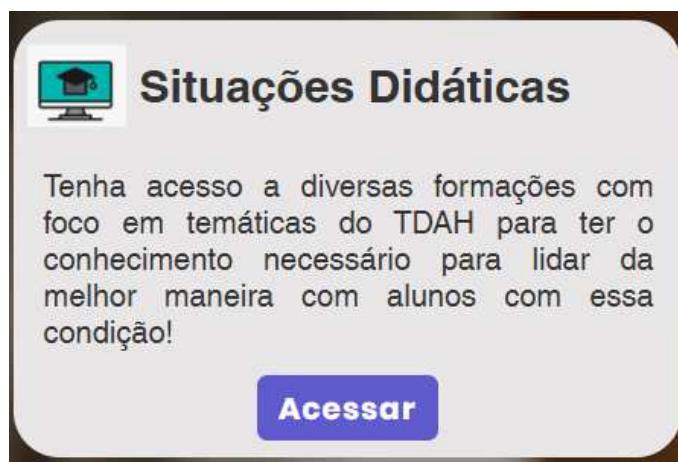 Situações Didáticas
Tenha acesso a diversas formações com
foco em temáticas do TDAH para ter o
conhecimento necessário para lidar da
melhor maneira com alunos com essa
condição!
Acessar